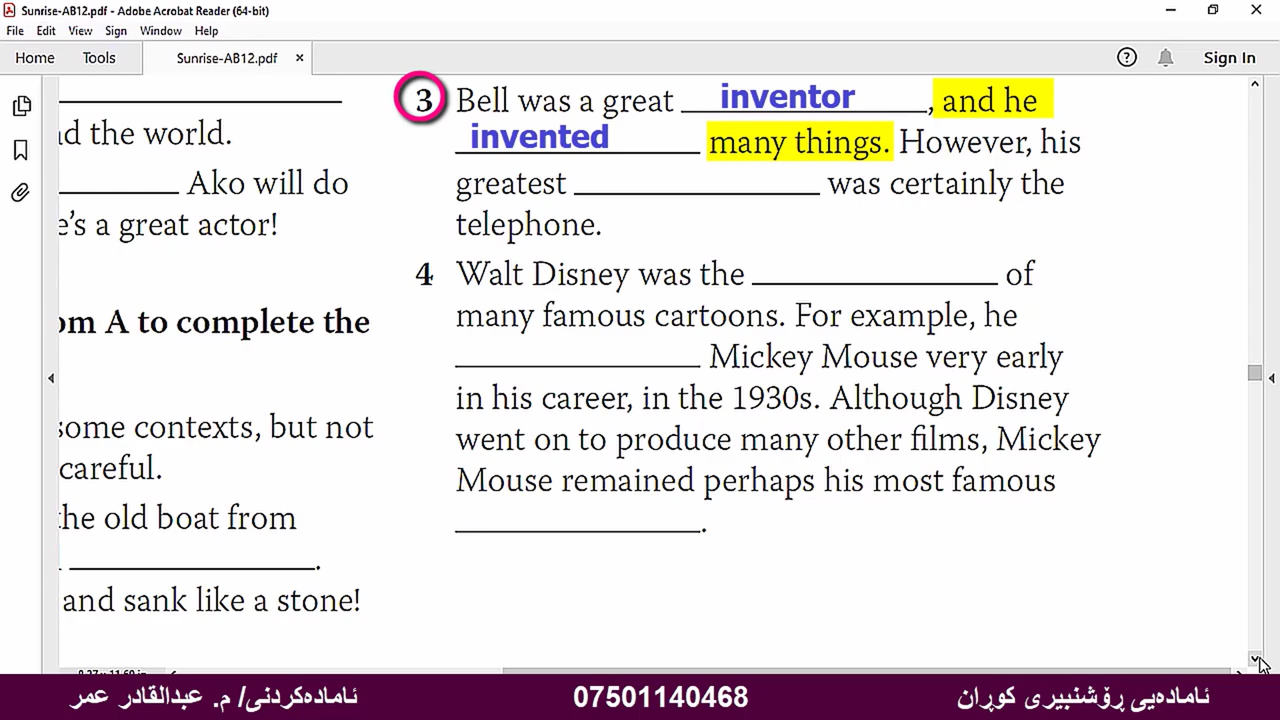 Sunrise-AB12.pdf - Adobe Acrobat Reader (64-bit)
File Edit View Sign Window Help
Home Tools Sunrise-AB12.pdf × Sign In
d the world.
Ako will do
e's a great actor!
om A to complete the
some contexts, but not
careful.
the old boat from
.
and sank like a stone!
3 Bell was a great inventor, and he
invented many things. However, his
greatest ____________ was certainly the
telephone.
4 Walt Disney was the ____________ of
many famous cartoons. For example, he
____________ Mickey Mouse very early
in his career, in the 1930s. Although Disney
went on to produce many other films, Mickey
Mouse remained perhaps his most famous
____________.
ئامادەیی ڕۆشنبیری کوڕان 07501140468 ئامادەکردنی/ م. عبدالقادر عمر